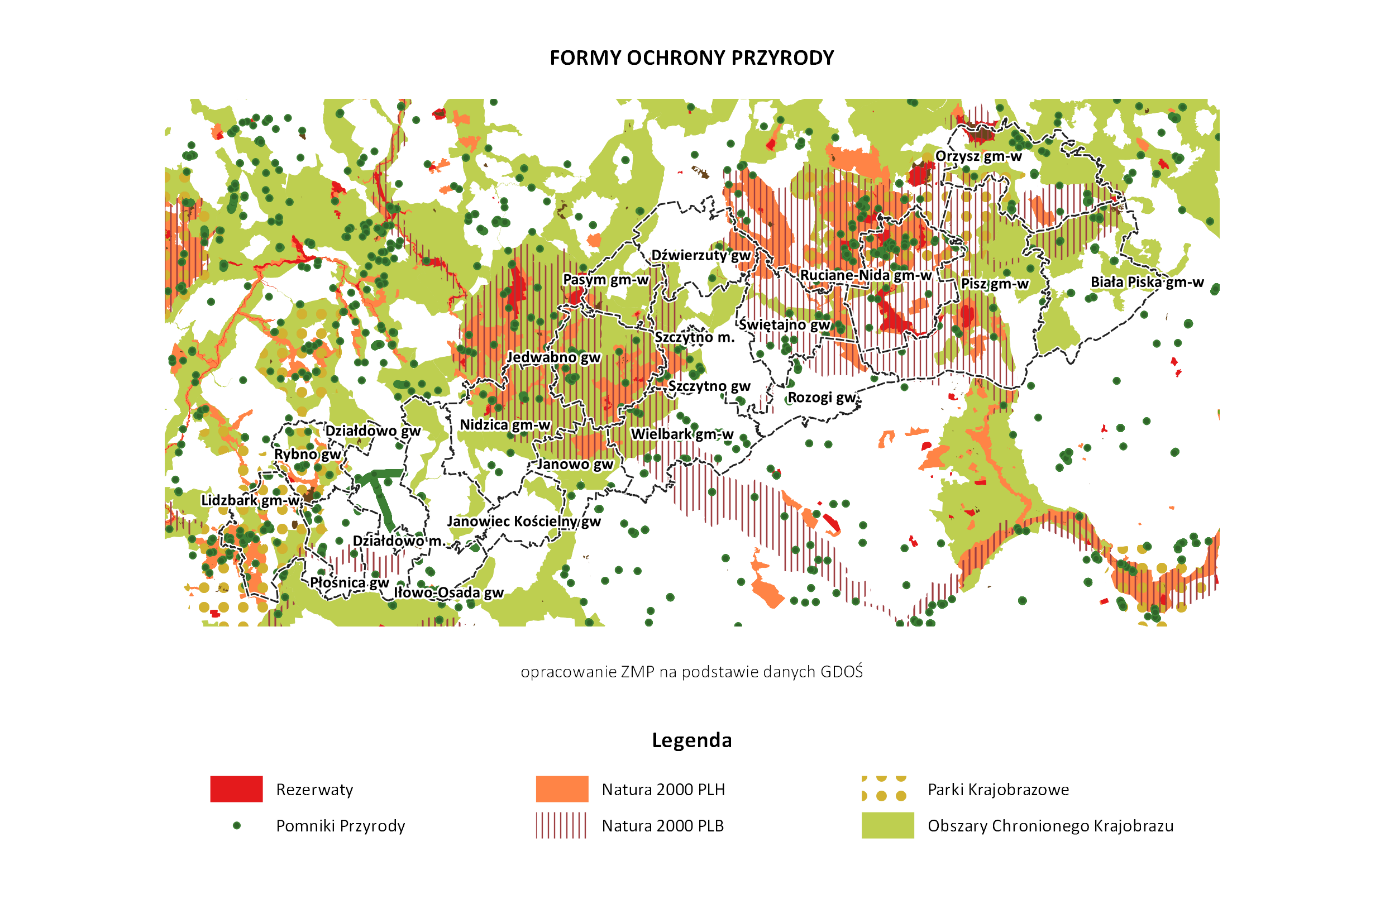 FORMY OCHRONY PRZYRODY
Orzysz gm-w
Dźwierzuty gw
Pasym gm-w
Ruciane-Nida gm-w
Pisz gm-w
Biała Piska gm-w
Świętajno gw
Szczytno m.
Jedwabno gw
Szczytno gw
Rozogi gw
Nidzica gm-w
Działdowo gw
Wielbark gm-w
Rybno gw
Janowo gw
Lidzbark gm-w
Janowiec Kościelny gw
Działdowo m.
Płośnica gw
Iłowo-Osada gw
opracowanie ZMP na podstawie danych GDOŚ
Legenda
Rezerwaty
Natura 2000 PLH
Parki Krajobrazowe
Pomniki Przyrody
Natura 2000 PLB
Obszary Chronionego Krajobrazu